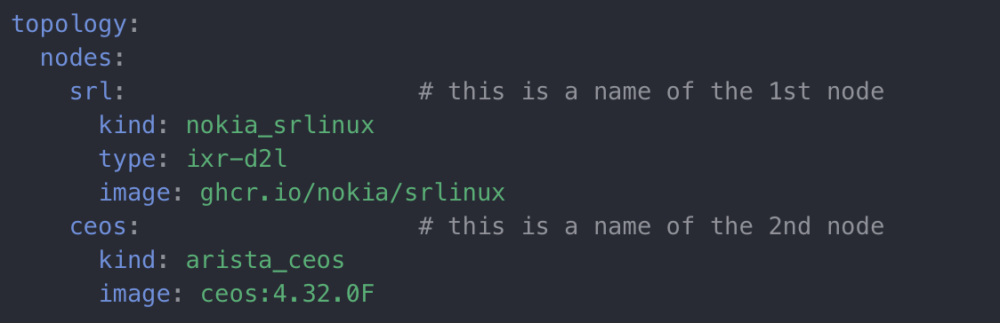 topology:
  nodes:
    srl:                    # this is a name of the 1st node
      kind: nokia_srlinux
      type: ixr-d2l
      image: ghcr.io/nokia/srlinux
    ceos:                   # this is a name of the 2nd node
      kind: arista_ceos
      image: ceos:4.32.0F